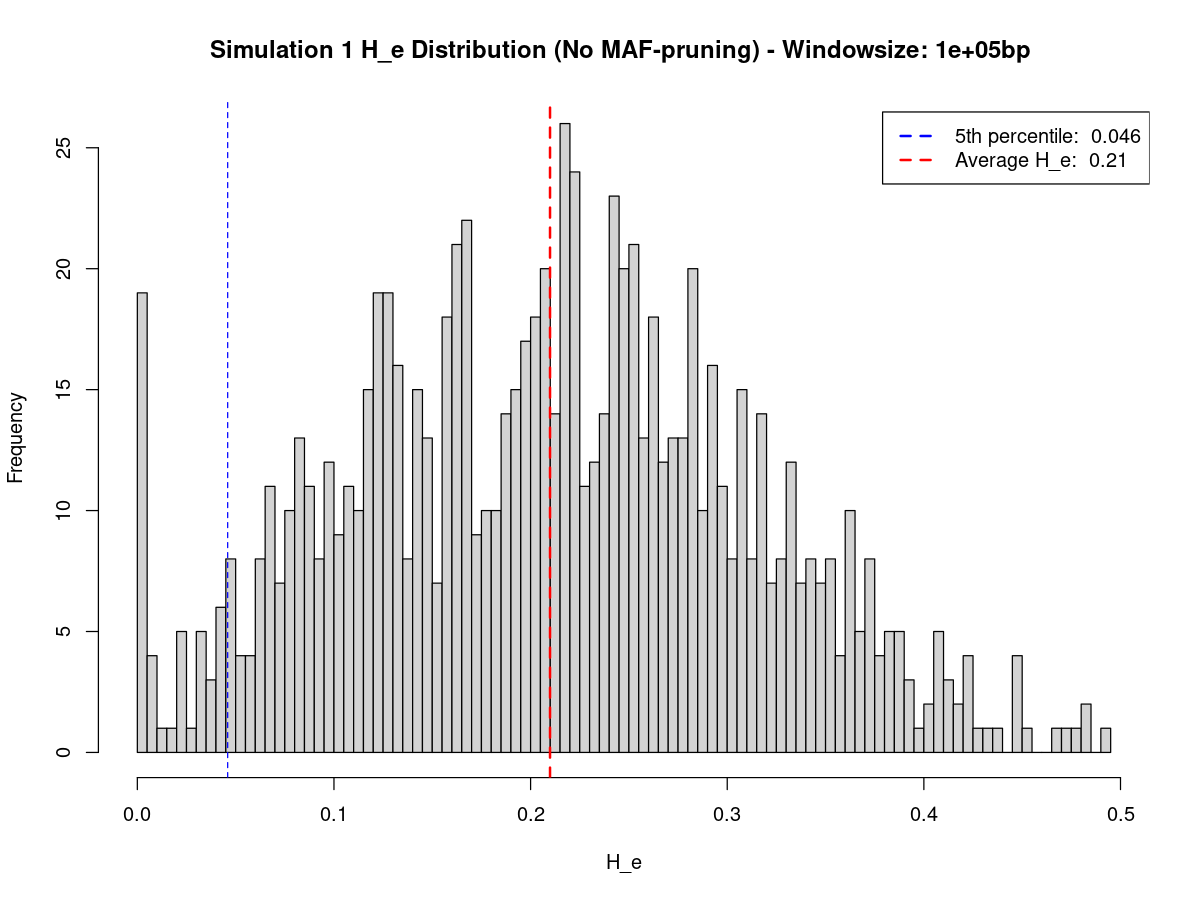 Simulation 1 H_e Distribution (No MAF-pruning) - Windowsize: 1e+05bp
5th percentile:  0.046
Average H_e:  0.21
25
20
15
10
5
0
Frequency
0.0 0.1 0.2 0.3 0.4 0.5
H_e